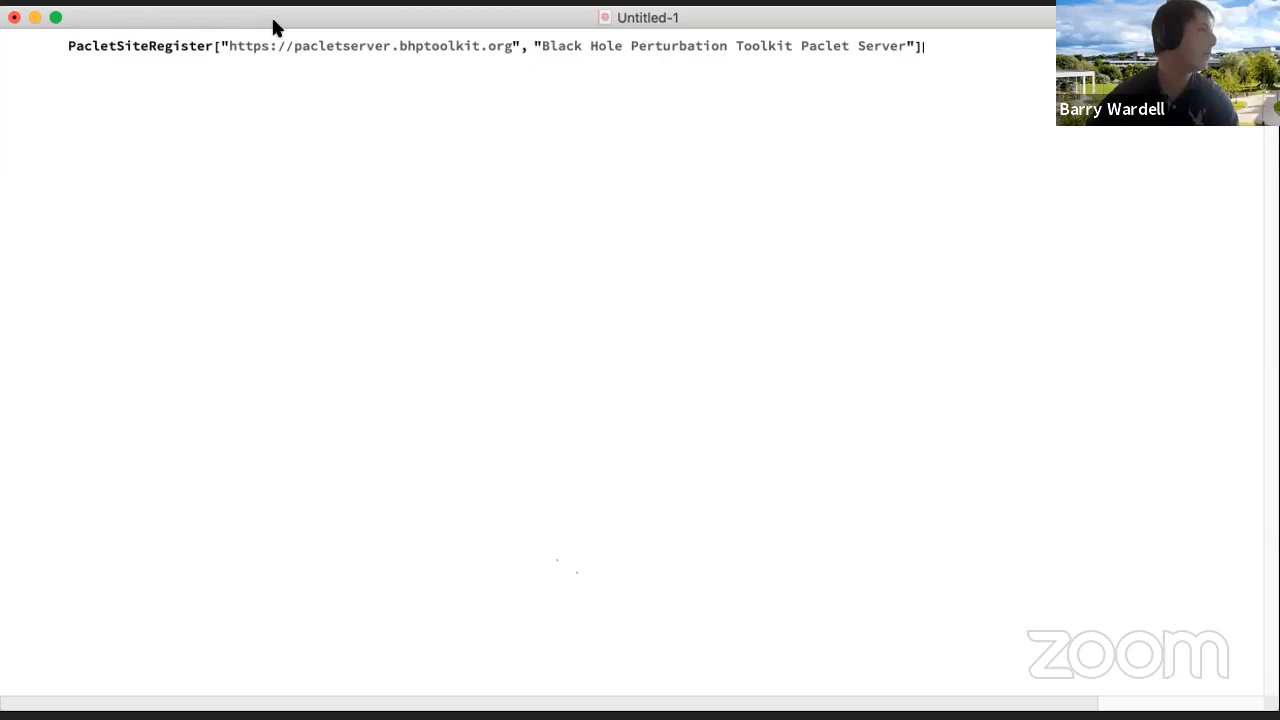 Untitled-1
PacletSiteRegister["https://pacletserver.bhptoolkit.org", "Black Hole Perturbation Toolkit Paclet Server"]
Barry Wardell
zoom